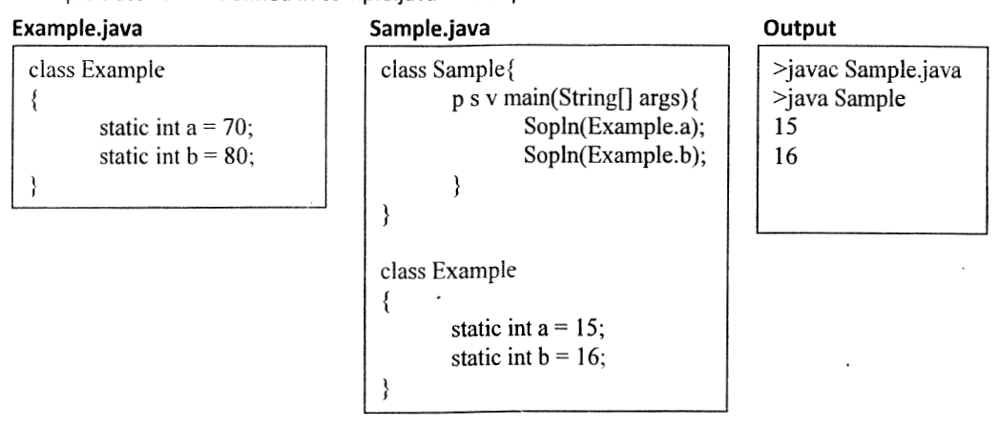 Example.java
class Example
{
static int a = 70;
static int b = 80;
}
Sample.java
class Sample{
p s v main(String[] args){
Sopln(Example.a);
Sopln(Example.b);
}
}
class Example
{
static int a = 15;
static int b = 16;
}
Output
>javac Sample.java
>java Sample
15
16